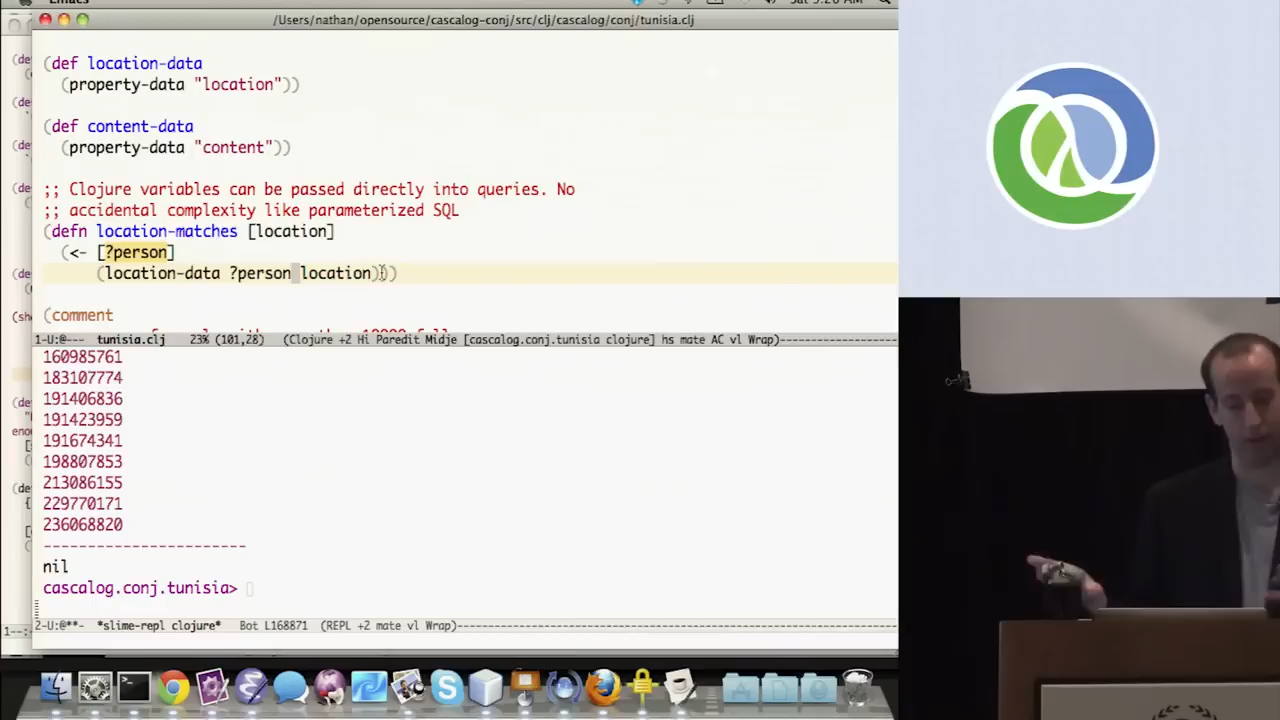 /Users/nathan/opensource/cascalog-conj/src/clj/cascalog/conj/tunisia.clj
(def location-data
(property-data "location"))
(def content-data
(property-data "content"))
;; Clojure variables can be passed directly into queries. No
;; accidental complexity like parameterized SQL
(defn location-matches [location]
(<- [?person]
(location-data ?person location)))
(comment
1-U:@--- tunisia.clj 23% (101,28) (Clojure +2 Hi Paredit Midje [cascalog.conj.tunisia clojure] hs mate AC vl Wrap)
160985761
183107774
191406836
191423959
191674341
198807853
213086155
229770171
236068820
-----------------------
nil
cascalog.conj.tunisia>
2-U:@**- *slime-repl clojure* Bot L168871 (REPL +2 mate vl Wrap)